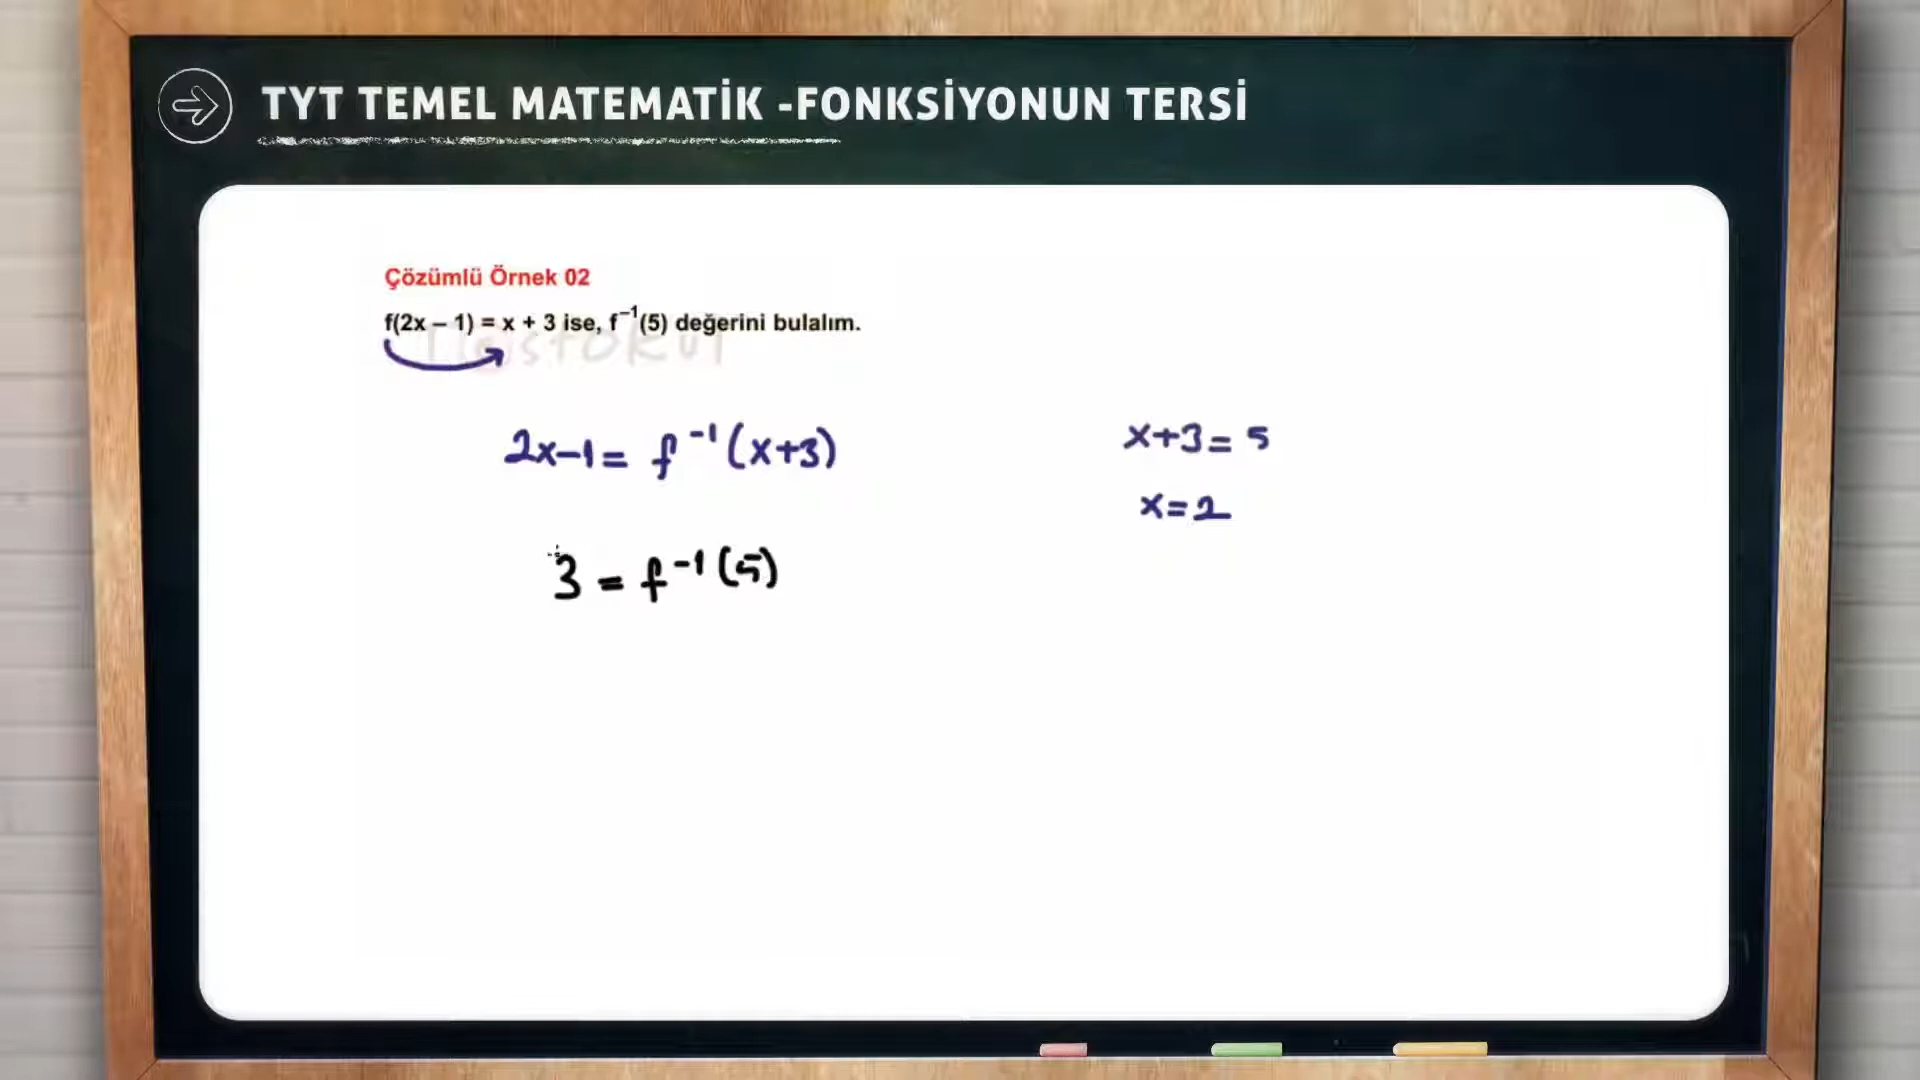 TYT TEMEL MATEMATİK -FONKSİYONUN TERSİ
Çözümlü Örnek 02
f(2x – 1) = x + 3 ise, f⁻¹(5) değerini bulalım.
2x-1= f⁻¹(x+3)
x+3= 5
x=2
3 = f⁻¹(5)